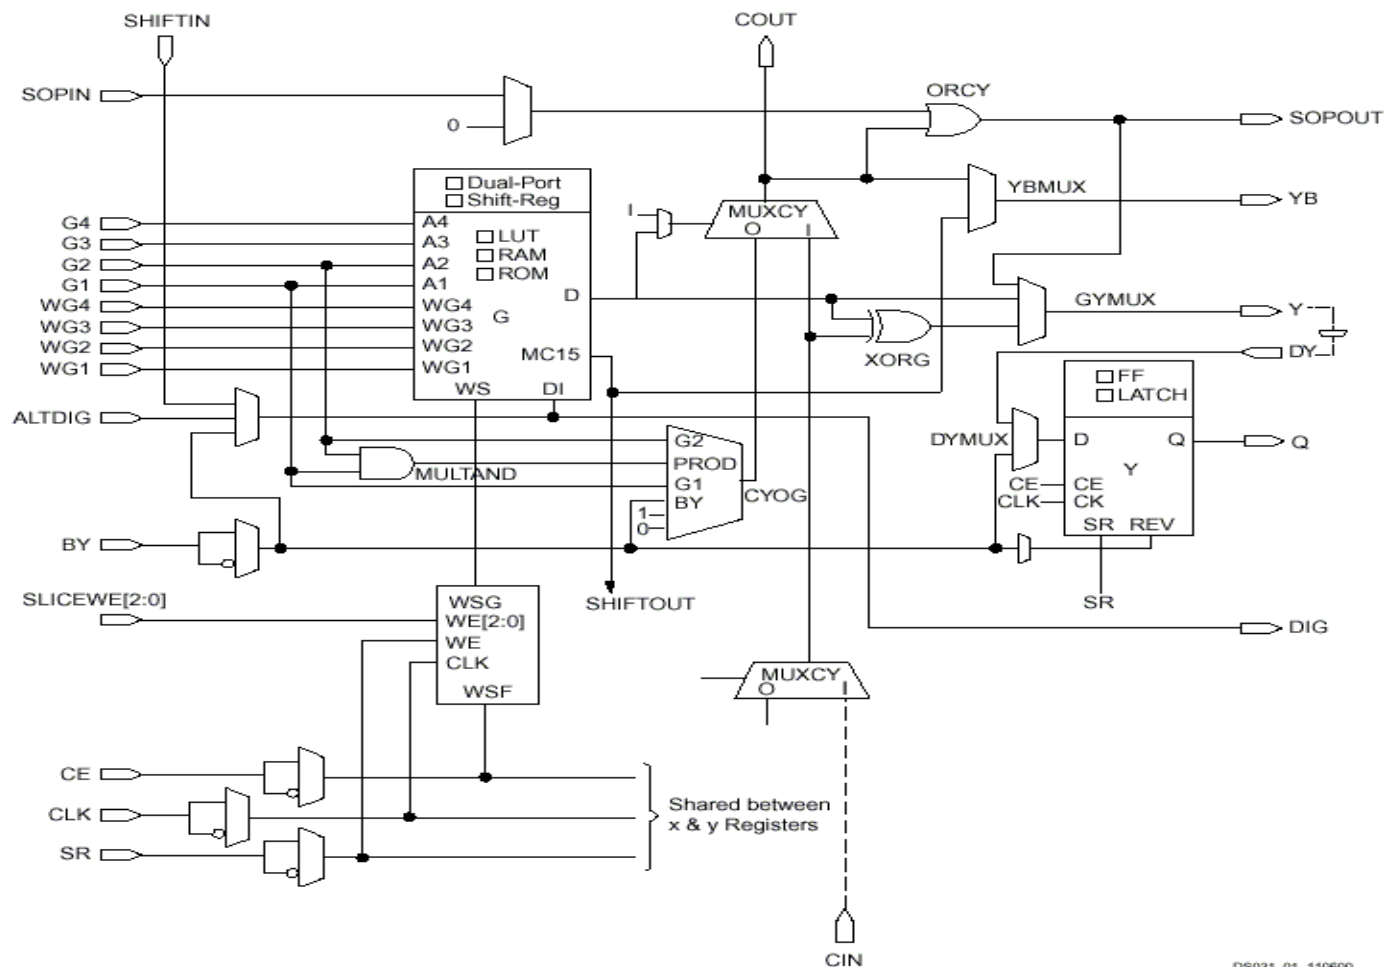 SHIFTIN
COUT
SOPIN
ORCY
0
SOPOUT
Dual-Port
Shift-Reg
YBMUX
YB
G4
A4
I
MUXCY
O I
G3
A3
LUT
G2
A2
RAM
G1
A1
ROM
WG4
WG4
D
GYMUX
Y
WG3
WG3
G
XORG
WG2
WG2
MC15
DY
WG1
WG1
WS
DI
FF
LATCH
ALTDIG
G2
DYMUX
D
Q
Q
MULTAND
PROD
Y
G1
CYOG
CE
CE
BY
CLK
CK
1
0
SR REV
BY
SLICEWE[2:0]
WSG
SHIFTOUT
SR
WE[2:0]
DIG
WE
CLK
MUXCY
O I
WSF
CE
Shared between
x & y Registers
CLK
SR
CIN